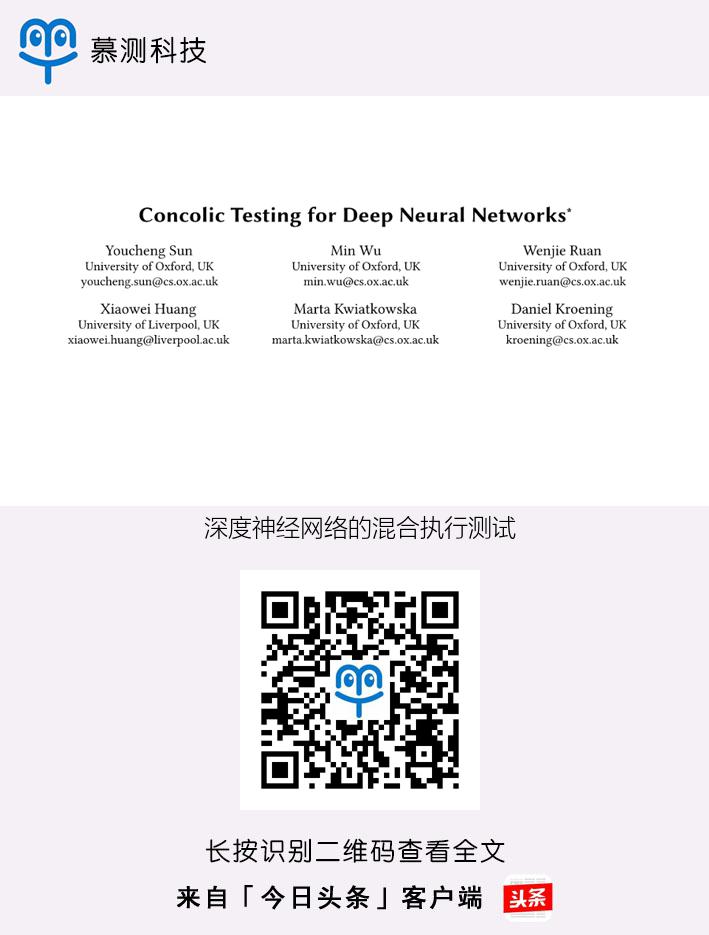 慕测科技
Concolic Testing for Deep Neural Networks*
Youcheng Sun
University of Oxford, UK
youcheng.sun@cs.ox.ac.uk
Min Wu
University of Oxford, UK
min.wu@cs.ox.ac.uk
Wenjie Ruan
University of Oxford, UK
wenjie.ruan@cs.ox.ac.uk
Xiaowei Huang
University of Liverpool, UK
xiaowei.huang@liverpool.ac.uk
Marta Kwiatkowska
University of Oxford, UK
marta.kwiatkowska@cs.ox.ac.uk
Daniel Kroening
University of Oxford, UK
kroening@cs.ox.ac.uk
深度神经网络的混合执行测试
长按识别二维码查看全文
来自「今日头条」客户端
头条